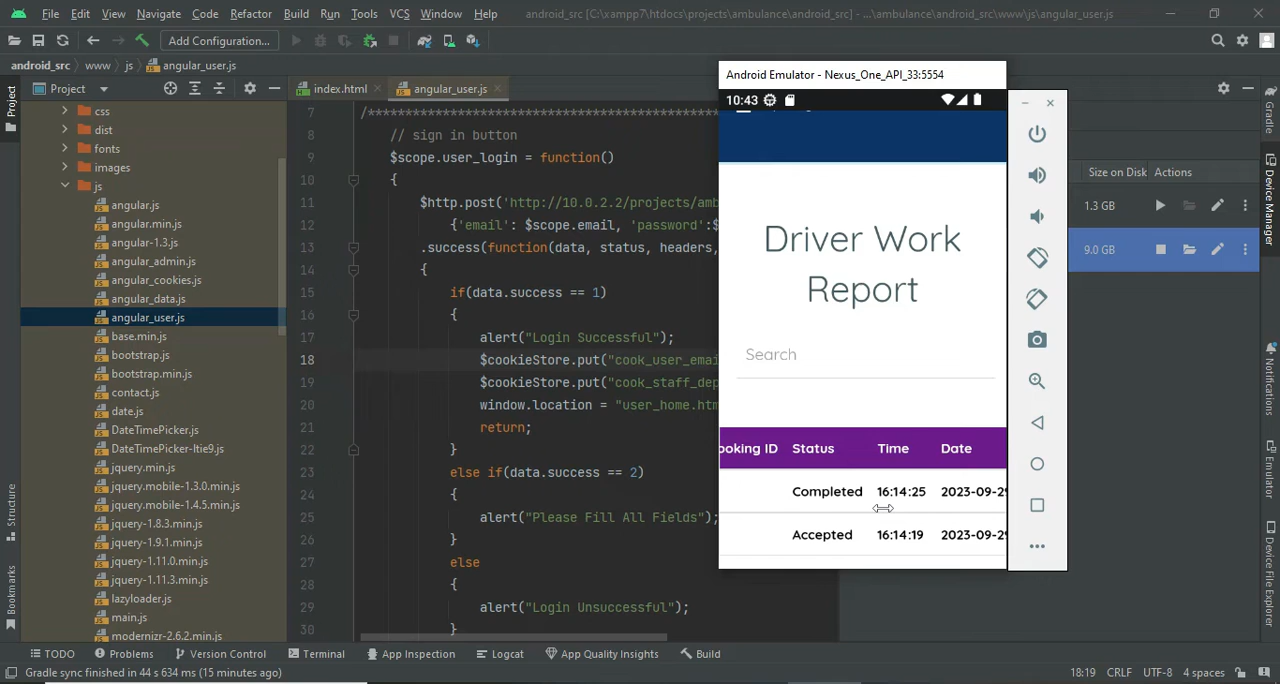 File Edit View Navigate Code Refactor Build Run Tools VCS Window Help android_src [C:\xampp7\htdocs\projects\ambulance\android_src] - ...\ambulance\android_src\www\js\angular_user.js
Add Configuration...
android_src www js angular_user.js
Project
index.html
angular_user.js
css
dist
fonts
images
js
angular.js
angular.min.js
angular-1.3.js
angular_admin.js
angular_cookies.js
angular_data.js
angular_user.js
base.min.js
bootstrap.js
bootstrap.min.js
contact.js
date.js
DateTimePicker.js
DateTimePicker-ltie9.js
jquery.min.js
jquery.mobile-1.3.0.min.js
jquery.mobile-1.4.5.min.js
jquery-1.8.3.min.js
jquery-1.9.1.min.js
jquery-1.11.0.min.js
jquery-1.11.3.min.js
lazyloader.js
main.js
modernizr-2.6.2.min.js
Project
Structure
Bookmarks
7 /***********************************************
8 // sign in button
9 $scope.user_login = function()
10 {
11 $http.post('http://10.0.2.2/projects/amb
12 {'email': $scope.email, 'password':$
13 .success(function(data, status, headers,
14 {
15 if(data.success == 1)
16 {
17 alert("Login Successful");
18 $cookieStore.put("cook_user_emai
19 $cookieStore.put("cook_staff_dep
20 window.location = "user_home.htm
21 return;
22 }
23 else if(data.success == 2)
24 {
25 alert("Please Fill All Fields");
26 }
27 else
28 {
29 alert("Login Unsuccessful");
30 }
Android Emulator - Nexus_One_API_33:5554
10:43
Driver Work
Report
Search
ooking ID Status Time Date
Completed 16:14:25 2023-09-29
Accepted 16:14:19 2023-09-29
Size on Disk Actions
1.3 GB
9.0 GB
Gradle
Device Manager
Notifications
Emulator
Device File Explorer
TODO Problems Version Control Terminal App Inspection Logcat App Quality Insights Build
Gradle sync finished in 44 s 634 ms (15 minutes ago)
18:19 CRLF UTF-8 4 spaces